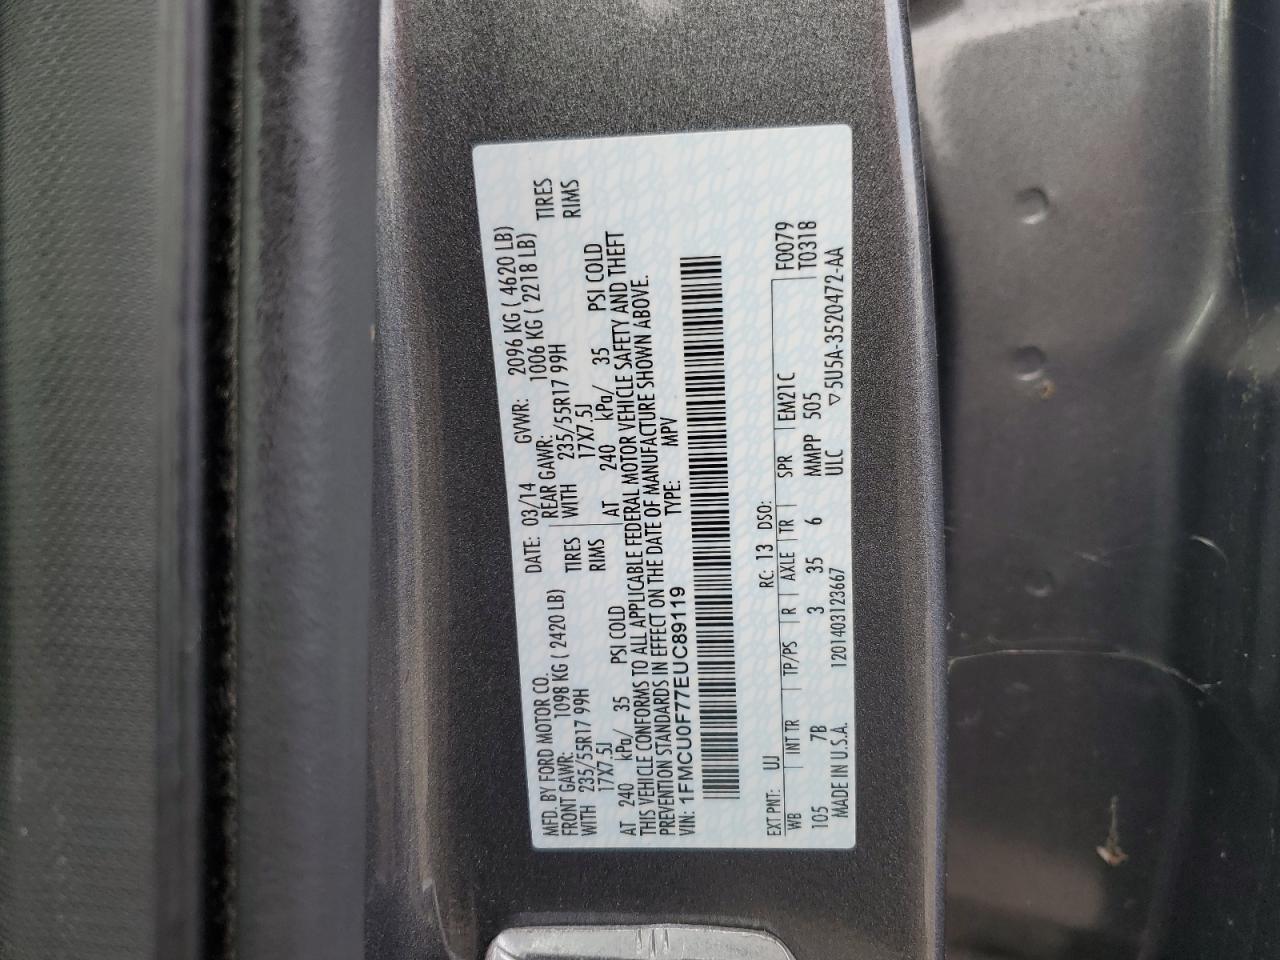 MFD. BY FORD MOTOR CO.
DATE: 03/14 GVWR: 2096 KG ( 4620 LB)
FRONT GAWR: 1098 KG ( 2420 LB) REAR GAWR: 1006 KG ( 2218 LB)
WITH 235/55R17 99H TIRES WITH 235/55R17 99H TIRES
17X7.5J RIMS 17X7.5J RIMS
AT 240 kPa/ 35 PSI COLD AT 240 kPa/ 35 PSI COLD
THIS VEHICLE CONFORMS TO ALL APPLICABLE FEDERAL MOTOR VEHICLE SAFETY AND THEFT
PREVENTION STANDARDS IN EFFECT ON THE DATE OF MANUFACTURE SHOWN ABOVE.
VIN: 1FMCU0F77EUC89119 TYPE: MPV
EXT PNT: UJ RC: 13 DSO: F0079
WB INT TR TP/PS R AXLE TR SPR EM21C T0318
105 7B 3 35 6 MMPP 505
MADE IN U.S.A. 1201403123667 ULC ▽5U5A-3520472-AA